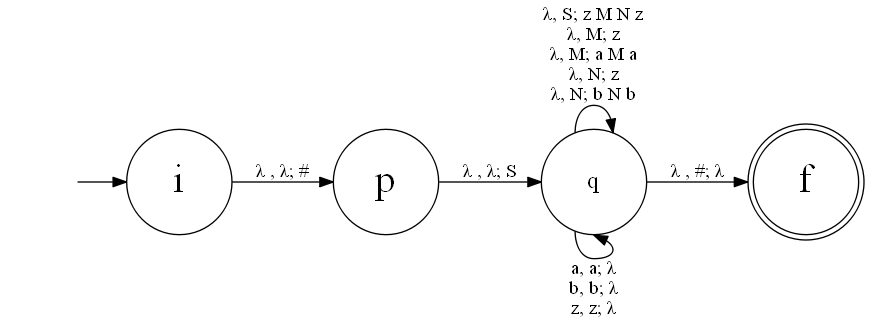 λ, S; z M N z
λ, M; z
λ, M; a M a
λ, N; z
λ, N; b N b
i
λ , λ; #
p
λ , λ; S
q
λ , #; λ
f
a, a; λ
b, b; λ
z, z; λ